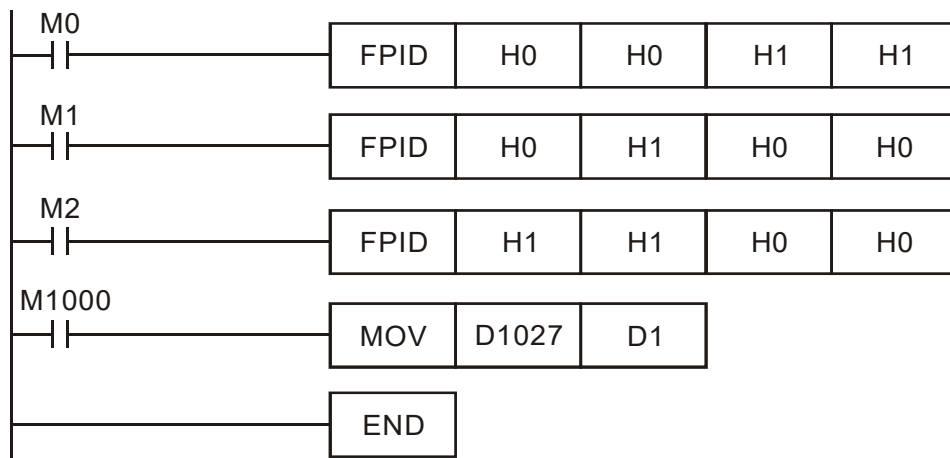 M0
FPID H0 H0 H1 H1
M1
FPID H0 H1 H0 H0
M2
FPID H1 H1 H0 H0
M1000
MOV D1027 D1
END